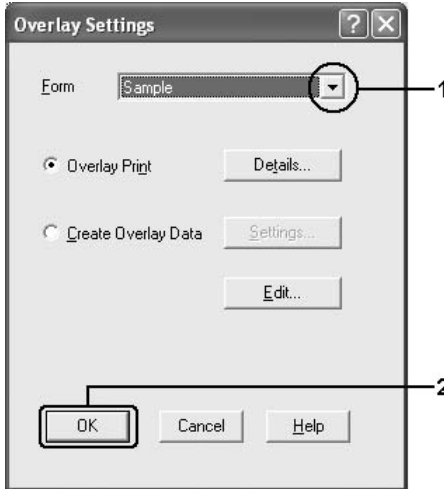 Overlay Settings
Form Sample 1
Overlay Print Details...
Create Overlay Data Settings...
Edit...
2
OK Cancel Help